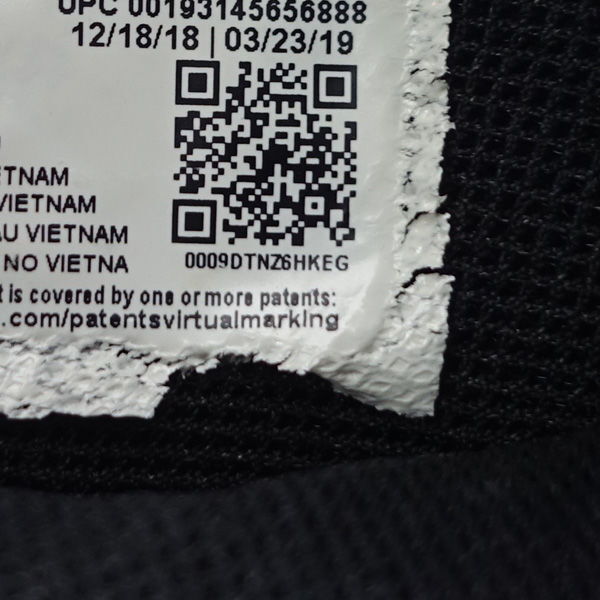 UPC 00193145656888
12/18/18 | 03/23/19
ETNAM
VIETNAM
AU VIETNAM
NO VIETNA
0009DTNZ6HKEG
t is covered by one or more patents:
.com/patentsvirtualmarking